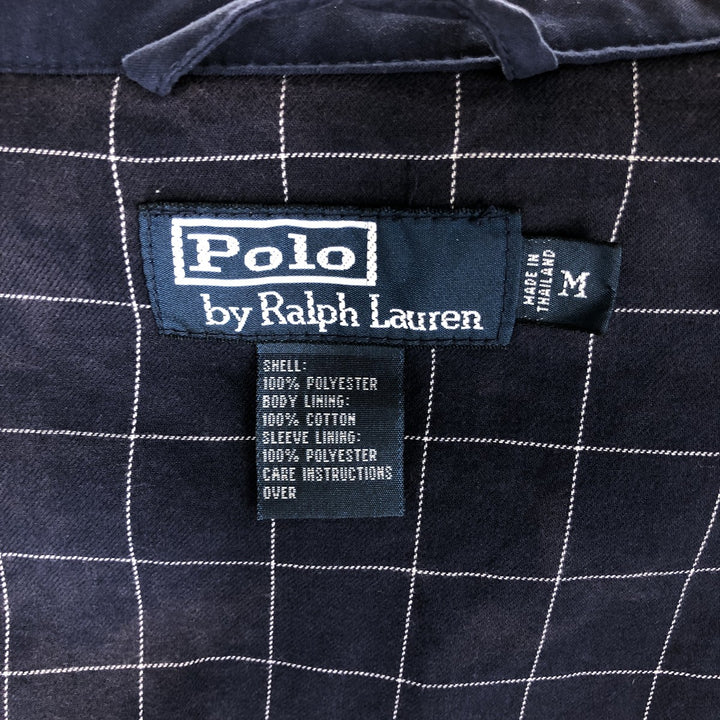 Polo
by Ralph Lauren
MADE IN
THAILAND
M
SHELL:
100% POLYESTER
BODY LINING:
100% COTTON
SLEEVE LINING:
100% POLYESTER
CARE INSTRUCTIONS
OVER